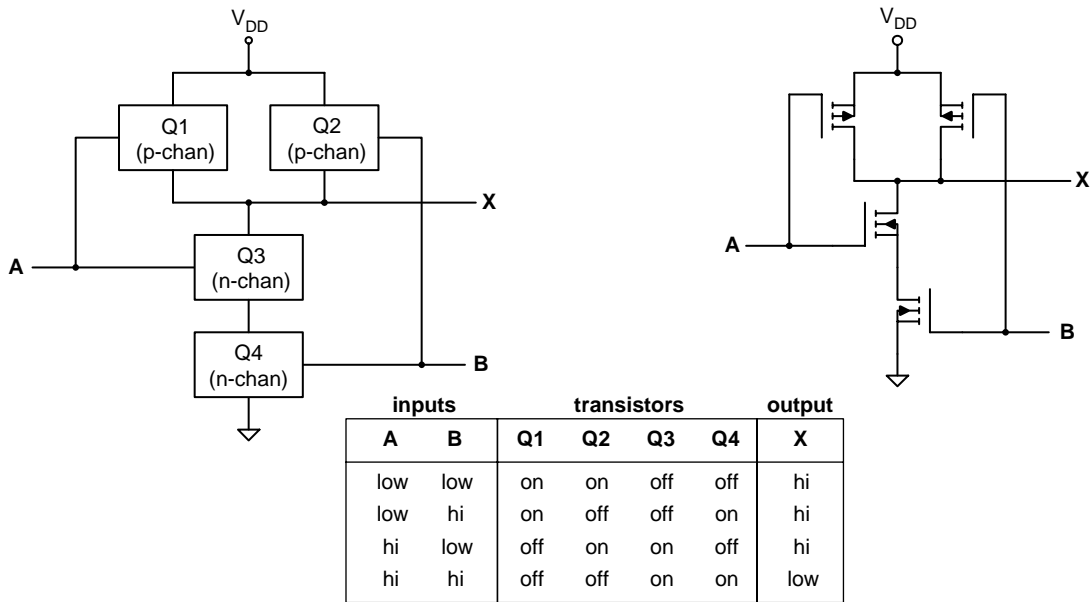 VDD
Q1
(p-chan)
Q2
(p-chan)
X
A
Q3
(n-chan)
Q4
(n-chan)
B
VDD
X
A
B
inputs transistors output
A B Q1 Q2 Q3 Q4 X
low low on on off off hi
low hi on off off on hi
hi low off on on off hi
hi hi off off on on low